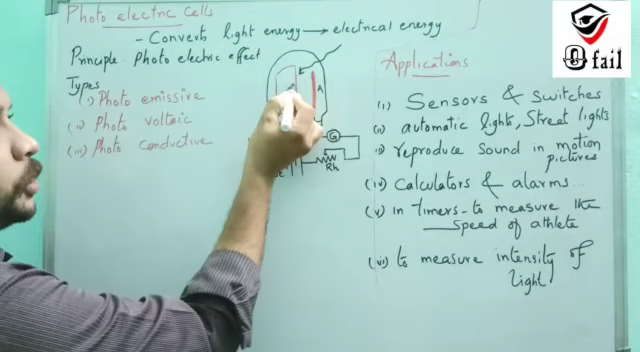 Photo electric Cells
- Converts light energy → electrical energy
Principle Photo electric effect
Types
(i) Photo emissive
(ii) Photo voltaic
(iii) Photo conductive
A
G
Rh
Applications
(i) Sensors & switches
(ii) automatic lights, Street lights
reproduce sound in motion
pictures
(iv) Calculators & alarms...
(v) in timers - to measure the
speed of athlete
(vi) to measure intensity of
light
0 fail